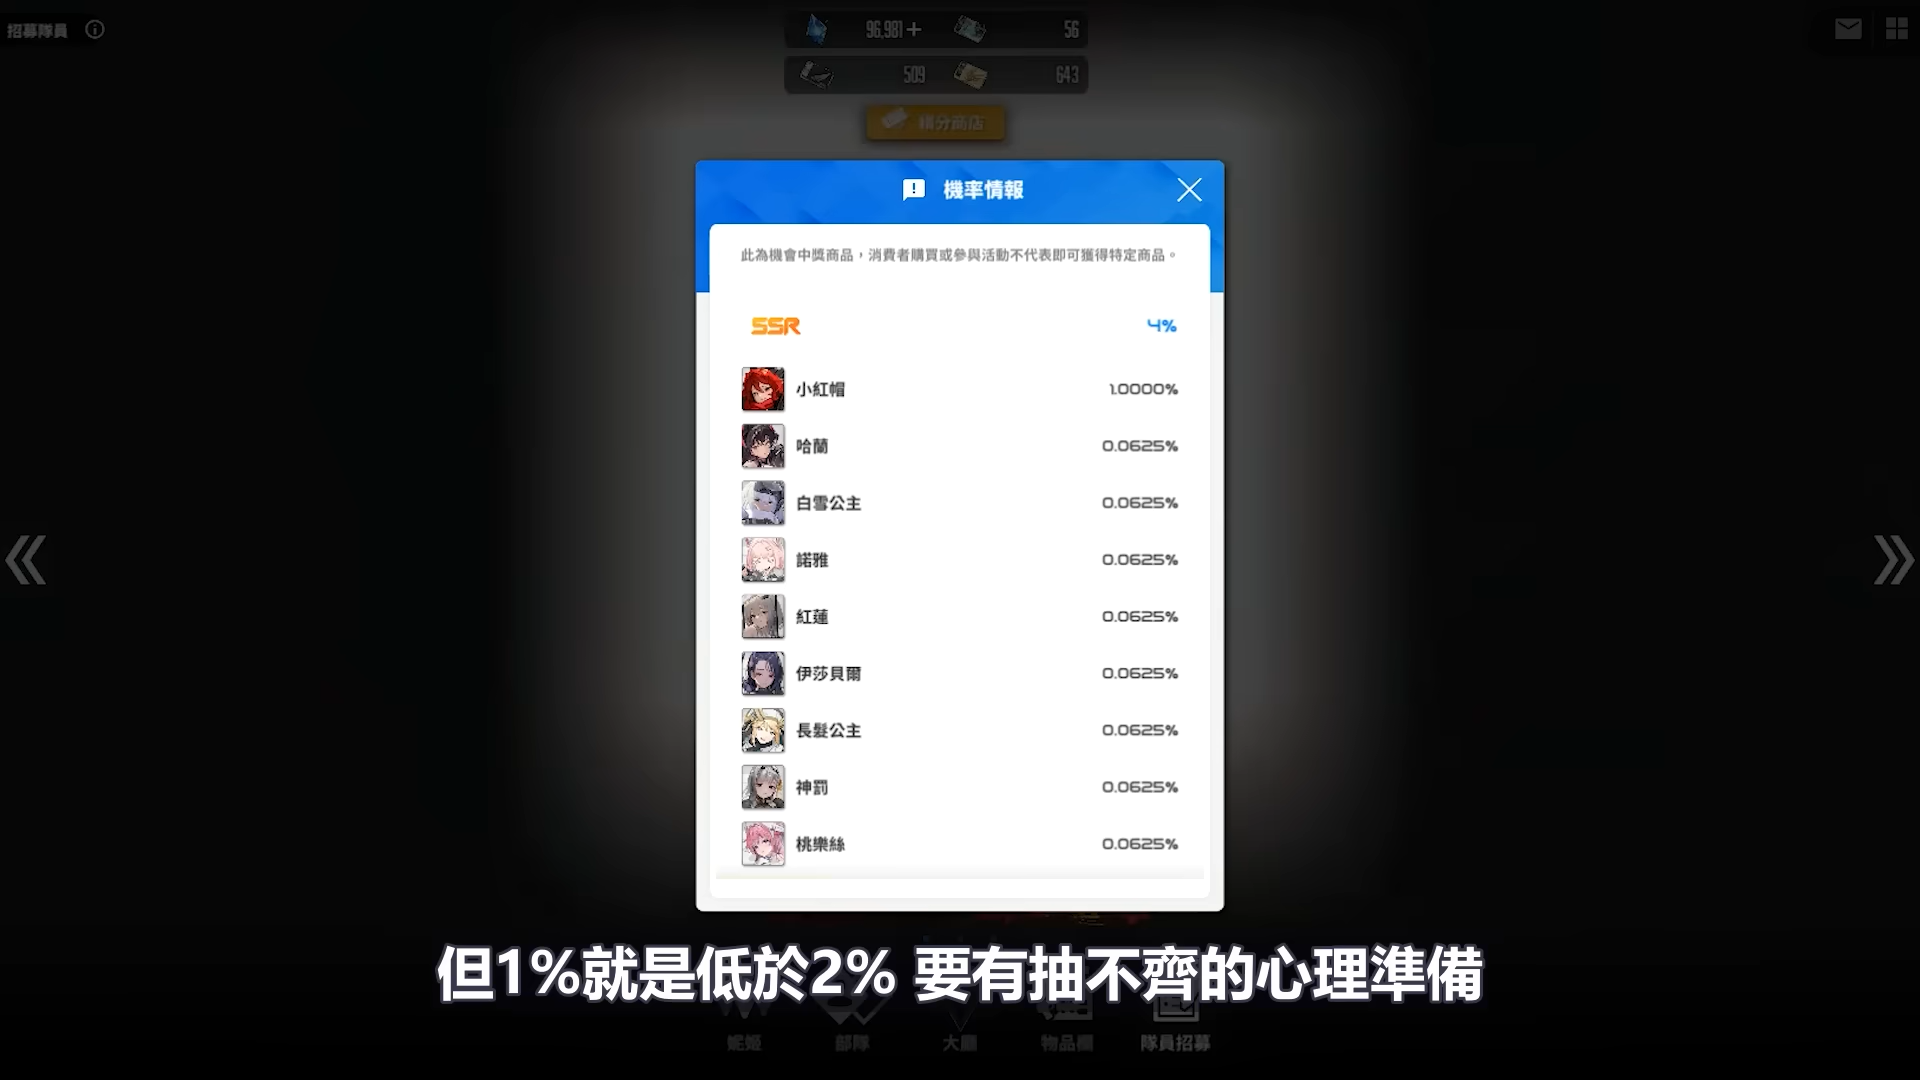 招募隊員
96,981
56
509
643
積分商店
機率情報
此為機會中獎商品，消費者購買或參與活動不代表即可獲得特定商品。
SSR 4%
小紅帽 1.0000%
哈蘭 0.0625%
白雪公主 0.0625%
諾雅 0.0625%
紅蓮 0.0625%
伊莎貝爾 0.0625%
長髮公主 0.0625%
神罰 0.0625%
桃樂絲 0.0625%
但1%就是低於2% 要有抽不齊的心理準備
妮姬 部隊 大廳 物品欄 隊員招募